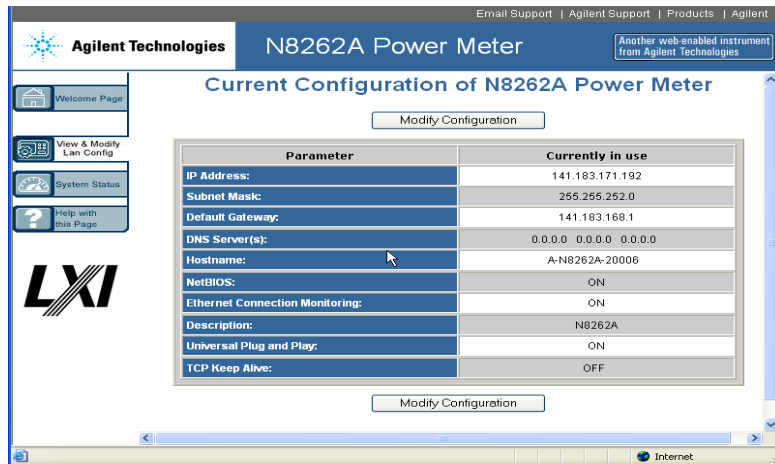 Email Support | Agilent Support | Products | Agilent
Agilent Technologies
N8262A Power Meter
Another web-enabled instrument
from Agilent Technologies
Welcome Page
View & Modify
Lan Config
System Status
Help with
this Page
LXI
Current Configuration of N8262A Power Meter
Modify Configuration
Parameter Currently in use
IP Address: 141.183.171.192
Subnet Mask: 255.255.252.0
Default Gateway: 141.183.168.1
DNS Server(s): 0.0.0.0 0.0.0.0 0.0.0.0
Hostname: A-N8262A-20006
NetBIOS: ON
Ethernet Connection Monitoring: ON
Description: N8262A
Universal Plug and Play: ON
TCP Keep Alive: OFF
Modify Configuration
Internet